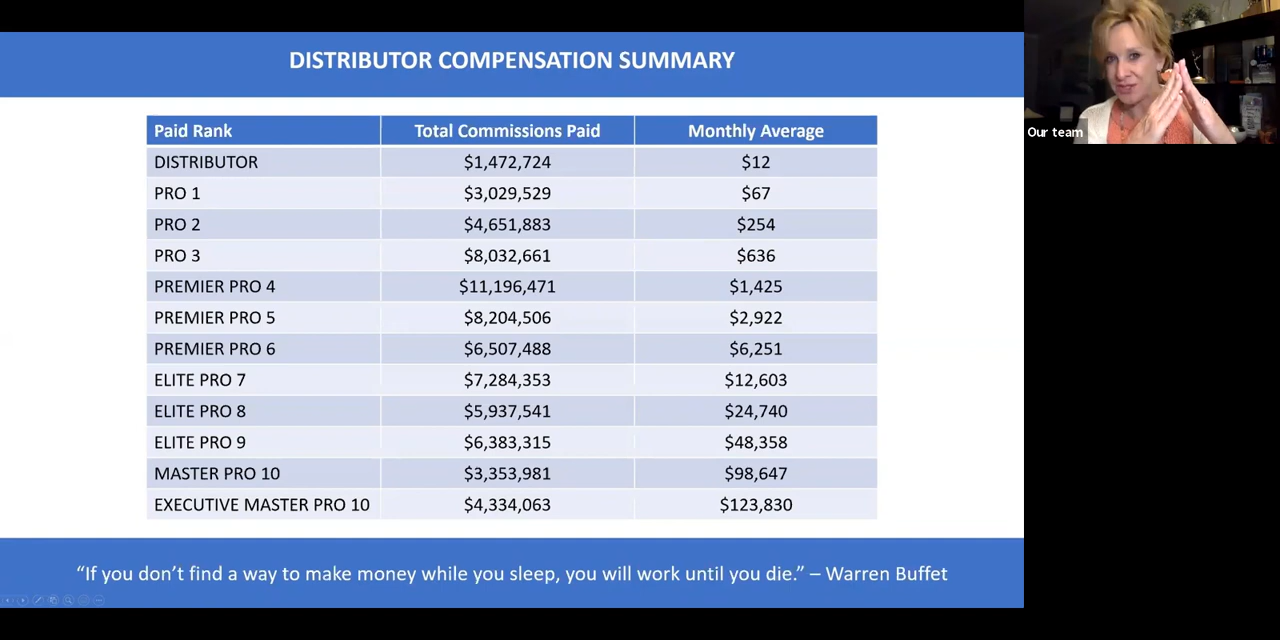 DISTRIBUTOR COMPENSATION SUMMARY
Paid Rank Total Commissions Paid Monthly Average
DISTRIBUTOR $1,472,724 $12
PRO 1 $3,029,529 $67
PRO 2 $4,651,883 $254
PRO 3 $8,032,661 $636
PREMIER PRO 4 $11,196,471 $1,425
PREMIER PRO 5 $8,204,506 $2,922
PREMIER PRO 6 $6,507,488 $6,251
ELITE PRO 7 $7,284,353 $12,603
ELITE PRO 8 $5,937,541 $24,740
ELITE PRO 9 $6,383,315 $48,358
MASTER PRO 10 $3,353,981 $98,647
EXECUTIVE MASTER PRO 10 $4,334,063 $123,830
“If you don’t find a way to make money while you sleep, you will work until you die.” – Warren Buffet
Our team